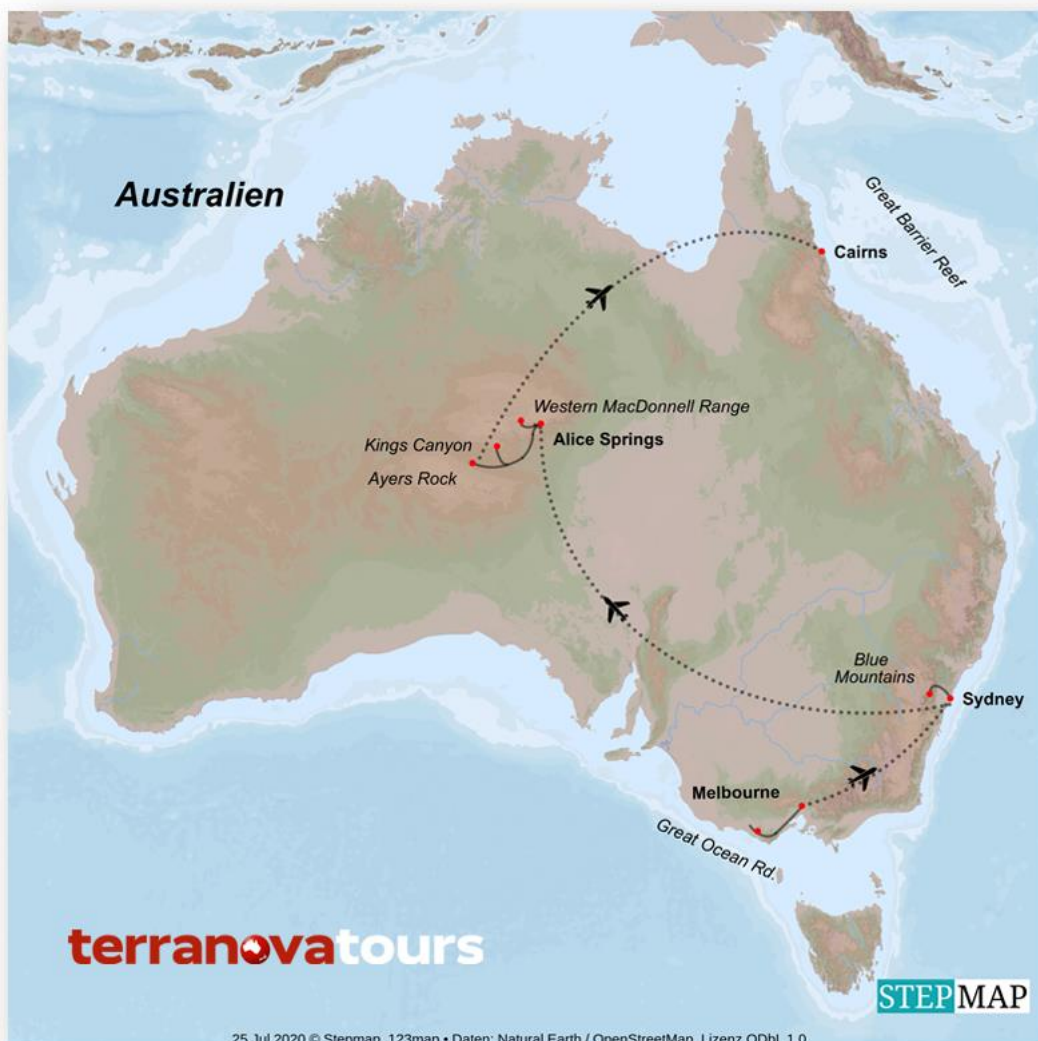 Australien
Great Barrier Reef
Cairns
Western MacDonnell Range
Kings Canyon
Alice Springs
Ayers Rock
Blue
Mountains
Sydney
Melbourne
Great Ocean Rd.
terranovatours
STEPMAP
25 Jul 2020 © Stepmap, 123map • Daten: Natural Earth / OpenStreetMap, Lizenz ODbL 1.0